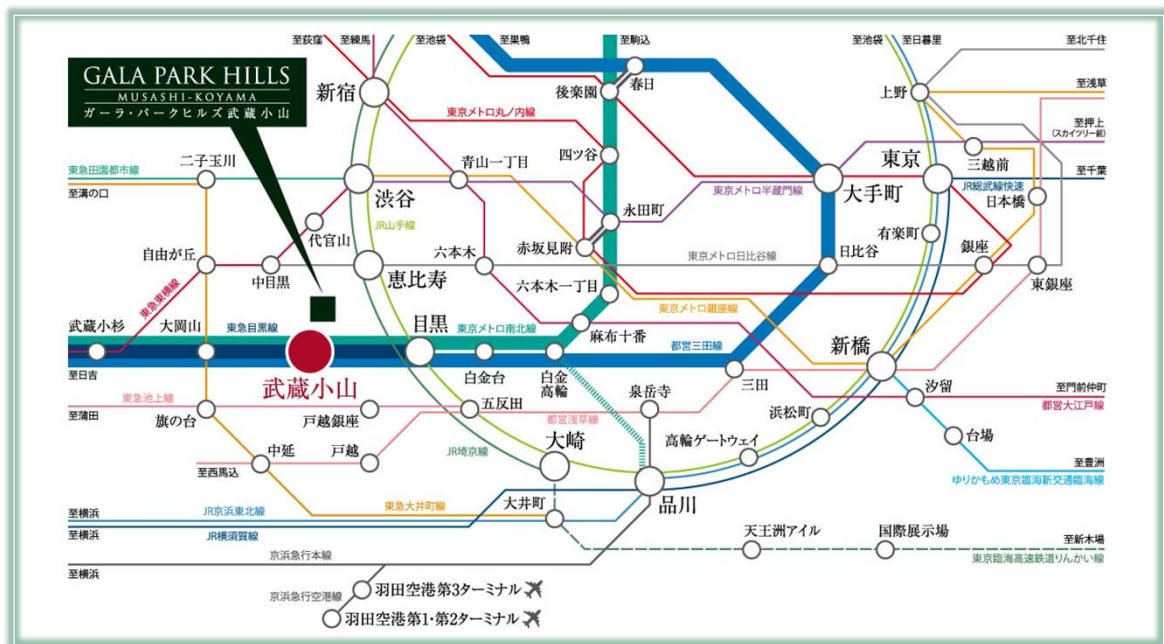 至荻窪
至練馬
至池袋
至巣鴨
至駒込
至池袋
至日暮里
至北千住
GALA PARK HILLS
MUSASHI-KOYAMA
ガーラ・パークヒルズ武蔵小山
新宿
後楽園
春日
上野
至浅草
東京メトロ丸ノ内線
至押上
(スカイツリー前)
二子玉川
青山一丁目
四ツ谷
東京
三越前
東急田園都市線
至溝の口
渋谷
東京メトロ半蔵門線
大手町
JR総武線快速
至千葉
日本橋
代官山
JR山手線
永田町
有楽町
自由が丘
六本木
赤坂見附
日比谷
銀座
中目黒
恵比寿
東京メトロ日比谷線
東銀座
東急東横線
六本木一丁目
東京メトロ銀座線
武蔵小杉
大岡山
東急目黒線
目黒
東京メトロ南北線
麻布十番
新橋
都営三田線
至日吉
武蔵小山
白金台
白金
高輪
三田
汐留
至門前仲町
都営大江戸線
東急池上線
至蒲田
旗の台
戸越銀座
五反田
都営浅草線
泉岳寺
浜松町
台場
中延
戸越
大崎
高輪ゲートウェイ
至西馬込
JR埼京線
至豊洲
ゆりかもめ東京臨海新交通臨海線
東急大井町線
大井町
品川
至横浜
JR京浜東北線
至横浜
JR横須賀線
天王洲アイル
国際展示場
至新木場
東京臨海高速鉄道りんかい線
京浜急行本線
至横浜
羽田空港第3ターミナル
京浜急行空港線
羽田空港第1・第2ターミナル